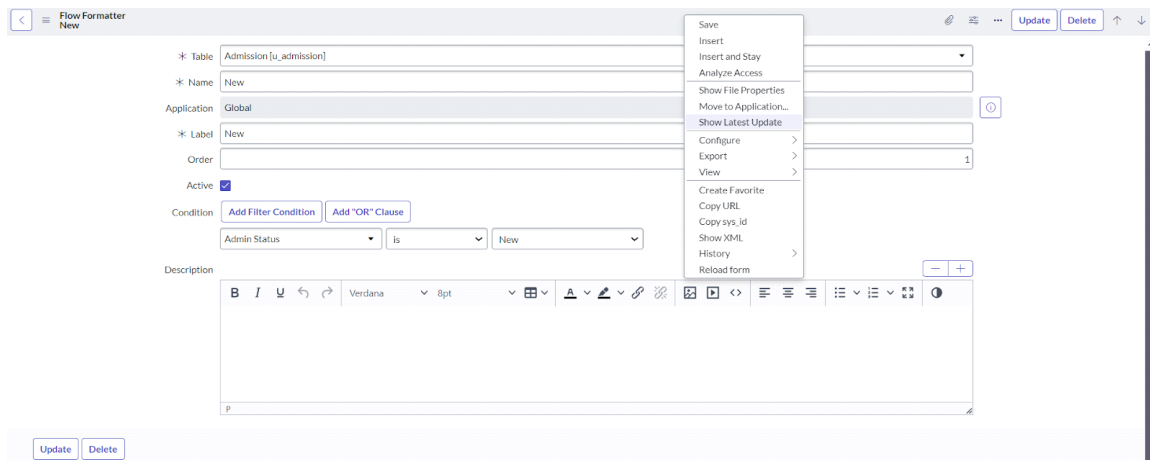 Flow Formatter
New
Update
Delete
Table
Admission [u_admission]
Name
New
Application
Global
Label
New
Order
1
Active
Condition
Add Filter Condition
Add "OR" Clause
Admin Status
is
New
Description
B I U
Verdana
8pt
A
P
Update
Delete
Save
Insert
Insert and Stay
Analyze Access
Show File Properties
Move to Application...
Show Latest Update
Configure
Export
View
Create Favorite
Copy URL
Copy sys_id
Show XML
History
Reload form